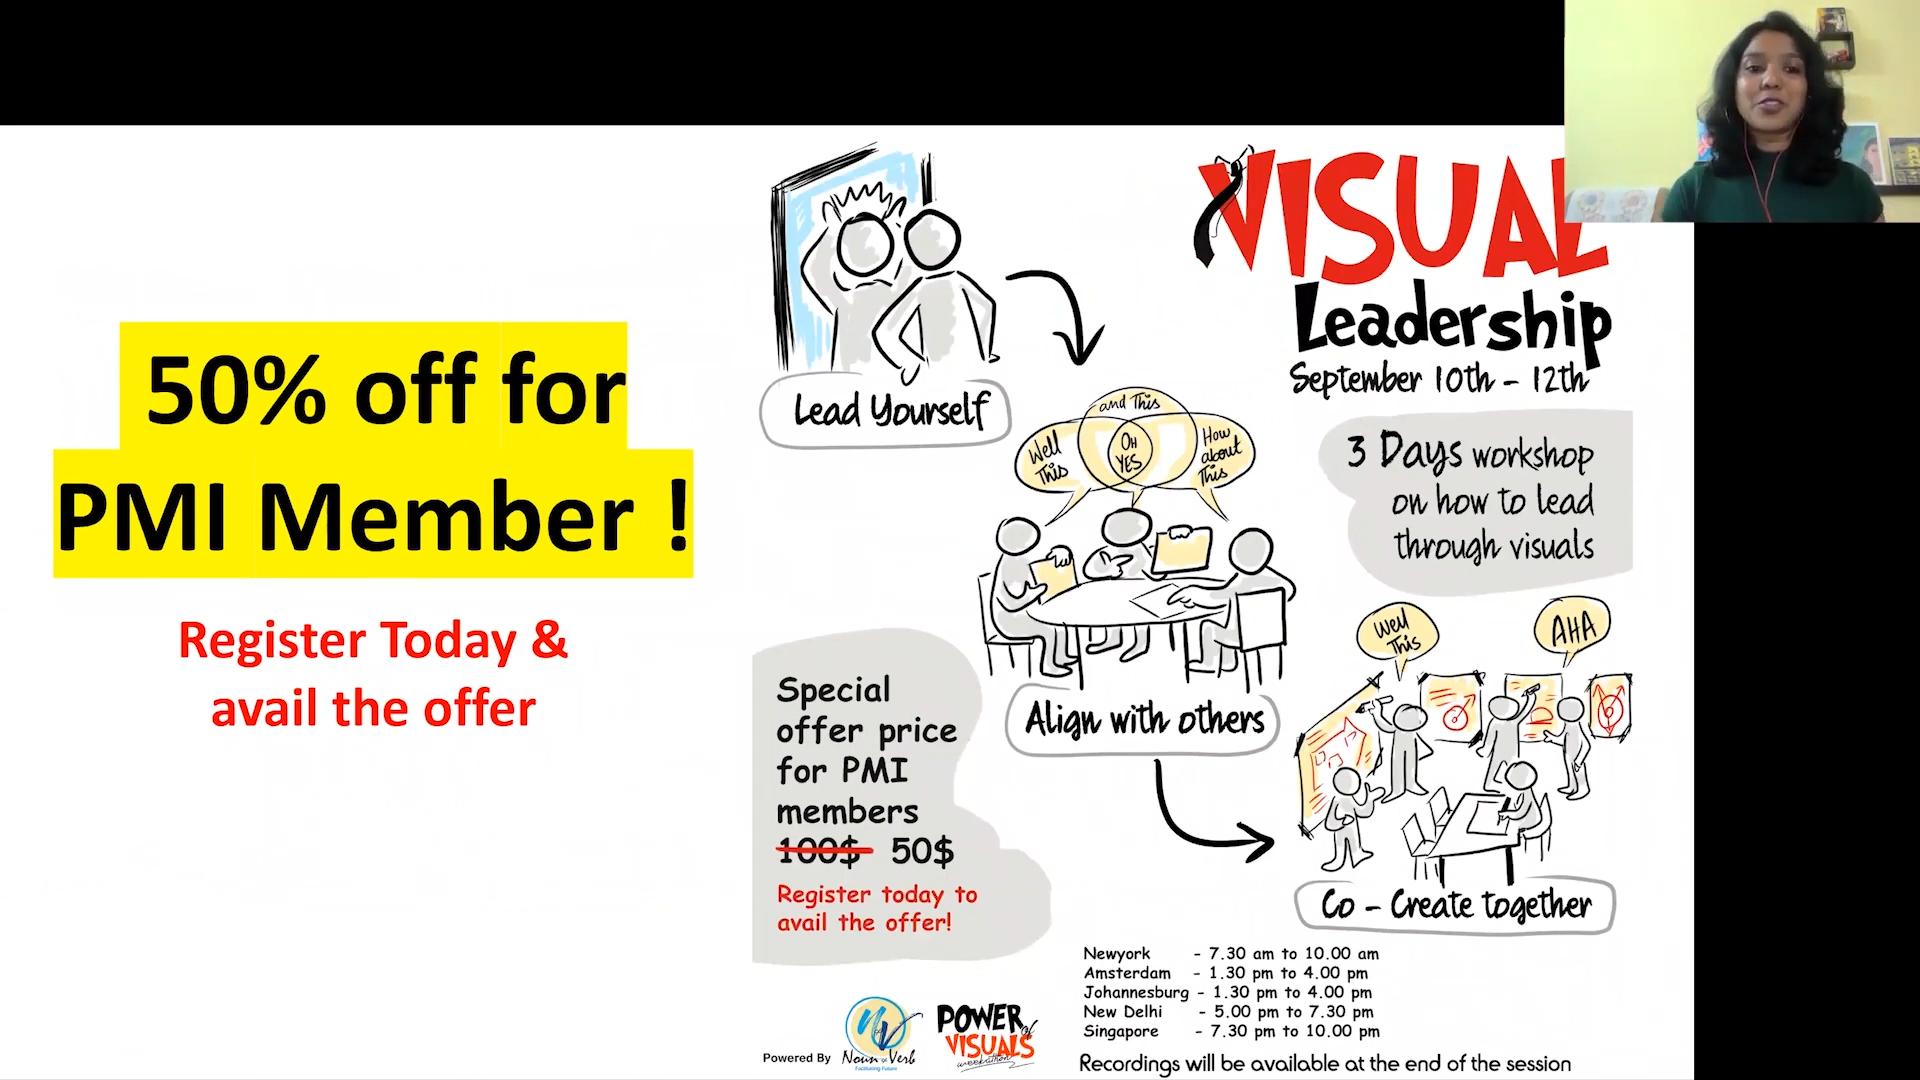 50% off for
PMI Member !
Register Today &
avail the offer
VISUAL
Leadership
September 10th - 12th
3 Days workshop
on how to lead
through visuals
Lead Yourself
and This
Well
This
OH
YES
How
about
This
Align with others
Well
This
AHA
Co - Create together
Special
offer price
for PMI
members
100$ 50$
Register today to
avail the offer!
Newyork - 7.30 am to 10.00 am
Amsterdam - 1.30 pm to 4.00 pm
Johannesburg - 1.30 pm to 4.00 pm
New Delhi - 5.00 pm to 7.30 pm
Singapore - 7.30 pm to 10.00 pm
Recordings will be available at the end of the session
Powered By
Noun Verb
Facilitating Future
POWER
of
VISUALS
weekathon